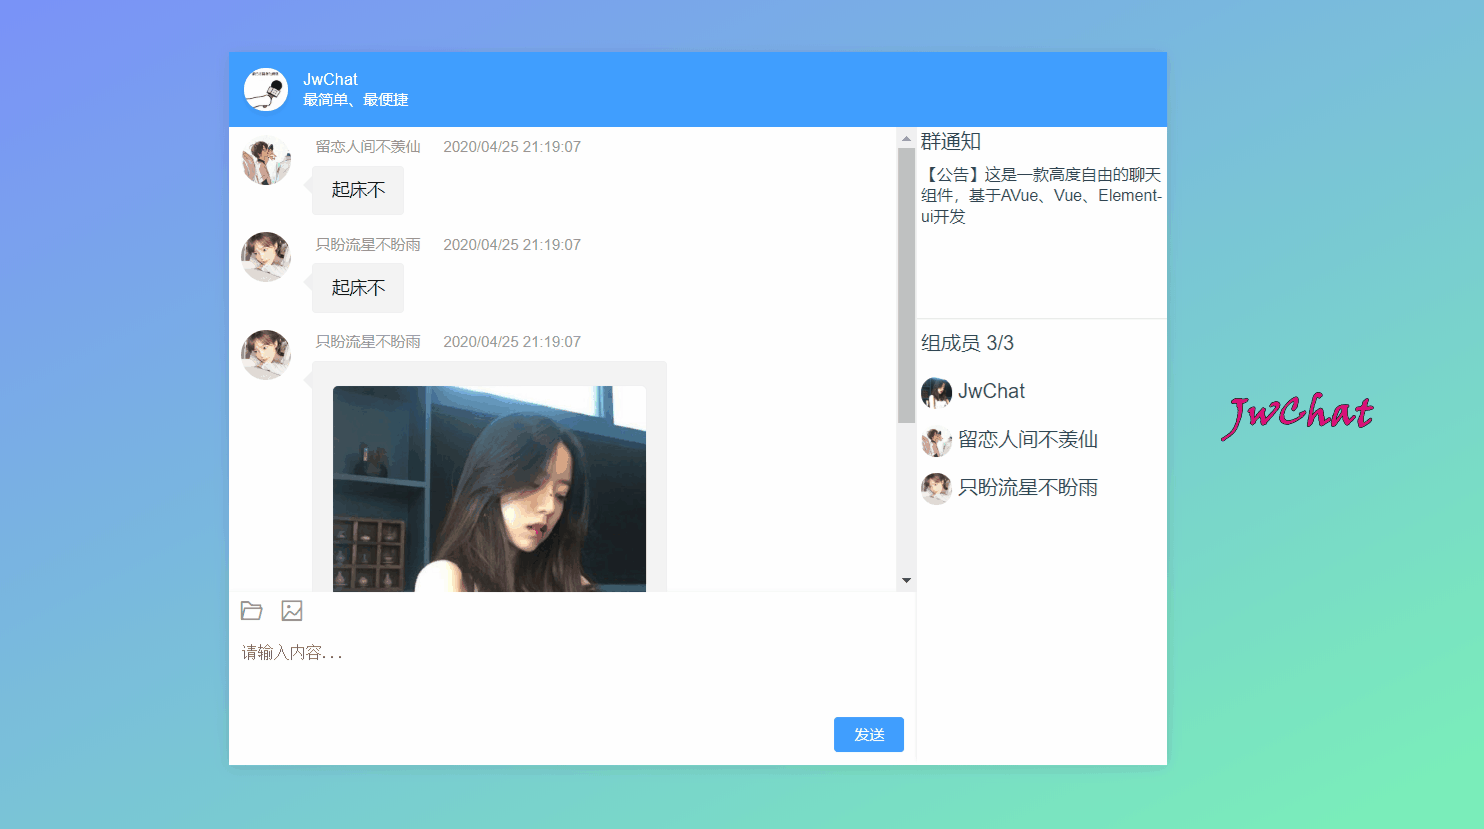 JwChat
最简单、最便捷
留恋人间不羡仙 2020/04/25 21:19:07
起床不
只盼流星不盼雨 2020/04/25 21:19:07
起床不
只盼流星不盼雨 2020/04/25 21:19:07
请输入内容...
发送
群通知
【公告】这是一款高度自由的聊天
组件，基于AVue、Vue、Element-
ui开发
组成员 3/3
JwChat
留恋人间不羡仙
只盼流星不盼雨
JwChat